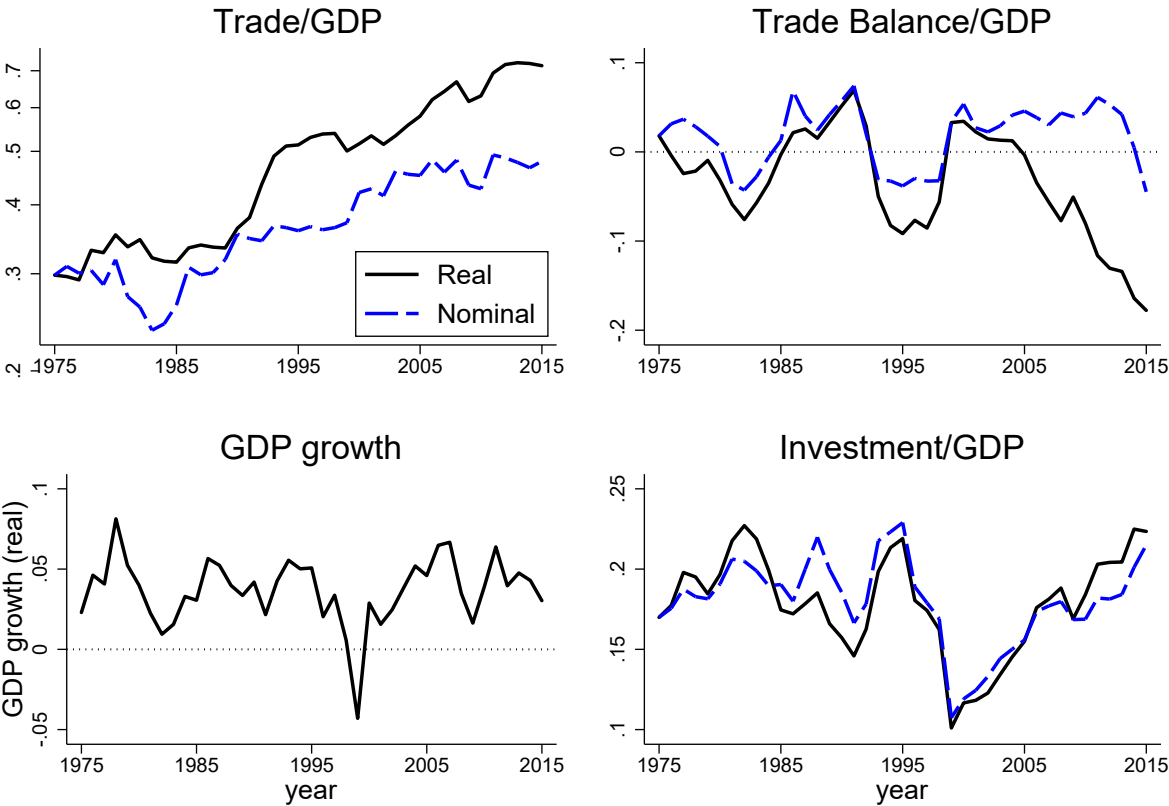 Trade/GDP
.7
.6
.5
.4
.3
.2
Real
Nominal
1975 1985 1995 2005 2015
Trade Balance/GDP
.1
0
-.1
-.2
1975 1985 1995 2005 2015
GDP growth
GDP growth (real)
.1
.05
0
-.05
1975 1985 1995 2005 2015
year
Investment/GDP
.25
.2
.15
.1
1975 1985 1995 2005 2015
year